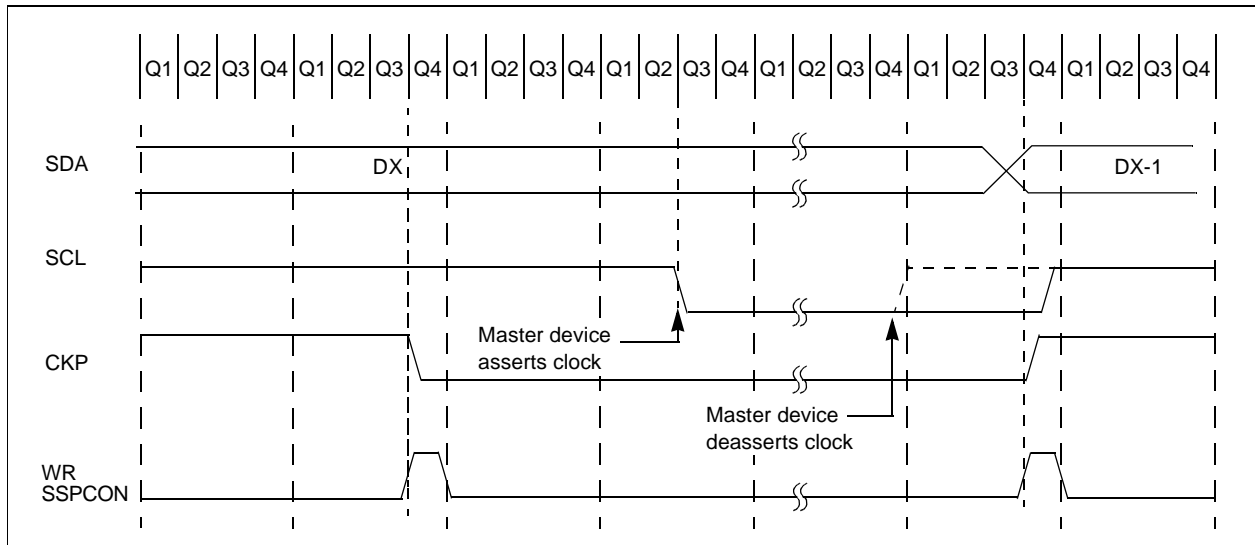 Q1 Q2 Q3 Q4 Q1 Q2 Q3 Q4 Q1 Q2 Q3 Q4 Q1 Q2 Q3 Q4 Q1 Q2 Q3 Q4 Q1 Q2 Q3 Q4 Q1 Q2 Q3 Q4
SDA
DX
DX-1
SCL
Master device
asserts clock
CKP
Master device
deasserts clock
WR
SSPCON